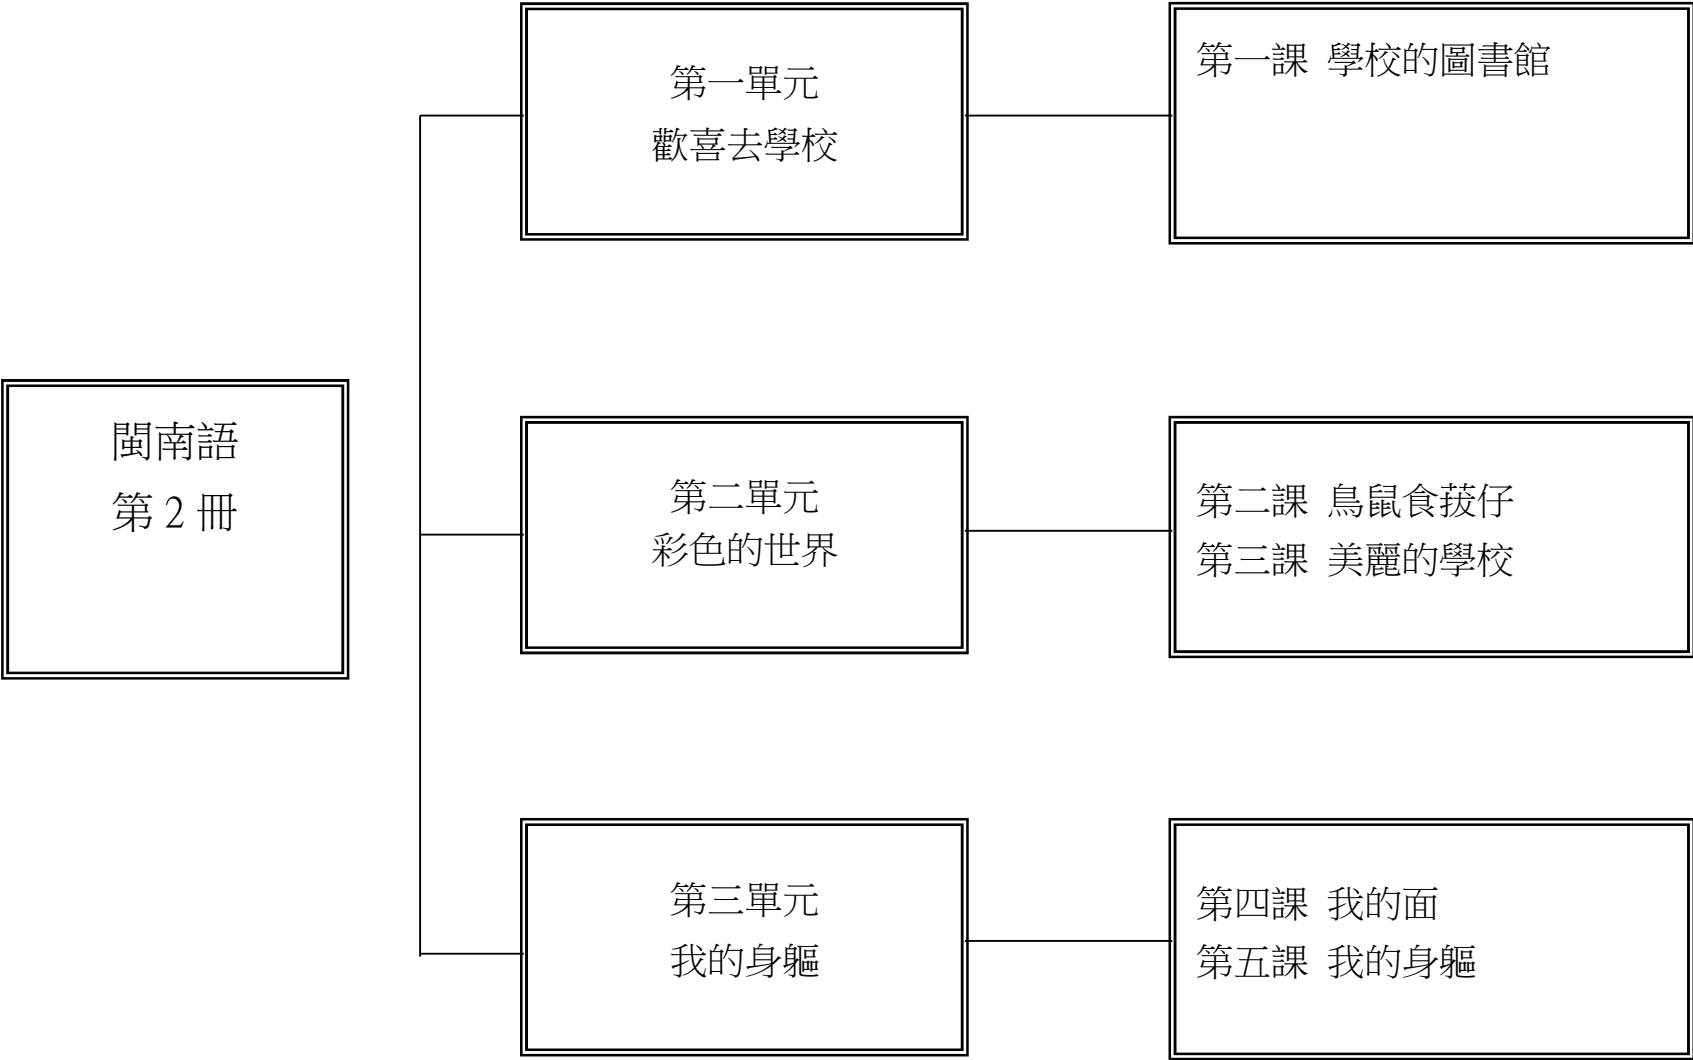 閩南語
第2冊
第一單元
歡喜去學校
第一課 學校的圖書館
第二單元
彩色的世界
第二課 鳥鼠食菝仔
第三課 美麗的學校
第三單元
我的身軀
第四課 我的面
第五課 我的身軀